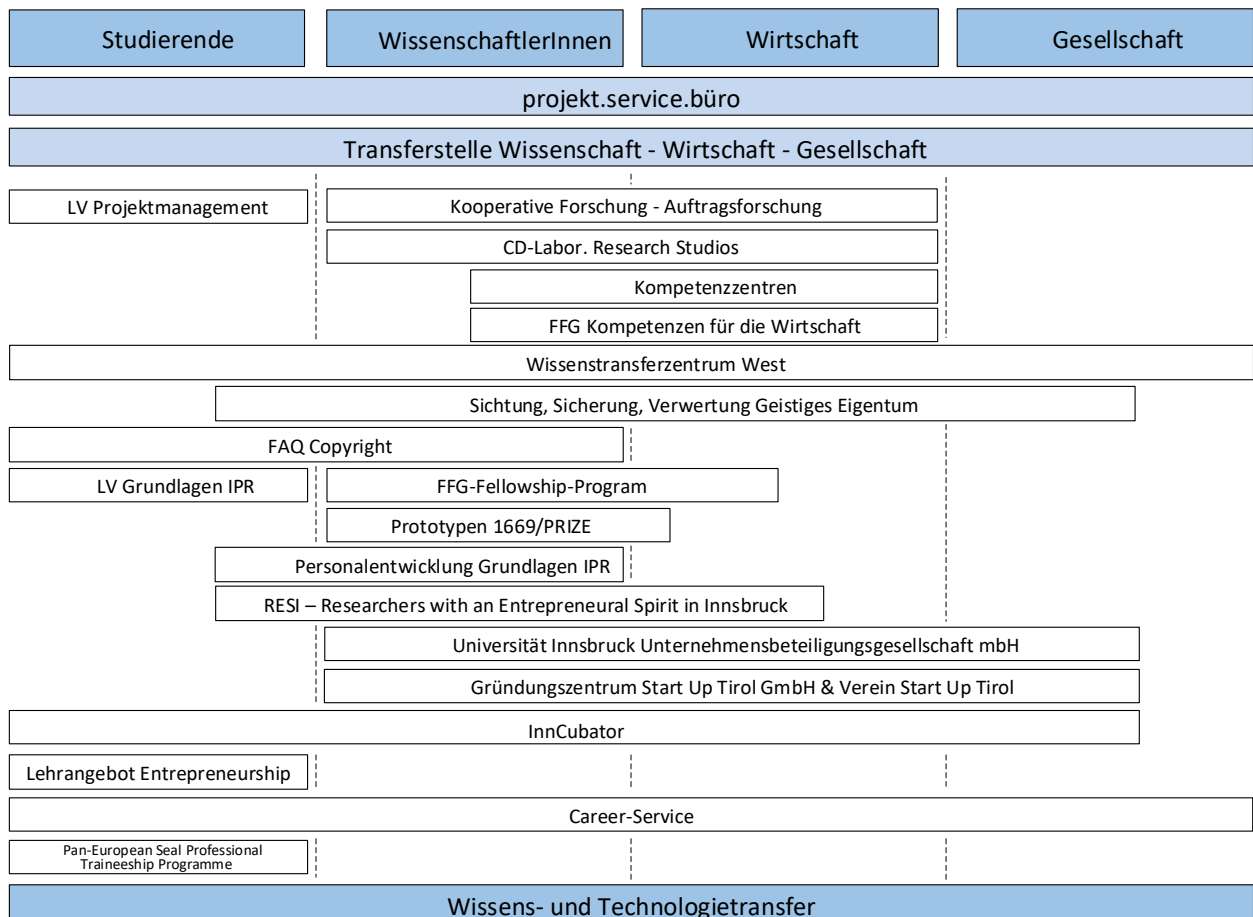 Studierende
WissenschaftlerInnen
Wirtschaft
Gesellschaft
projekt.service.büro
Transferstelle Wissenschaft - Wirtschaft - Gesellschaft
LV Projektmanagement
Kooperative Forschung - Auftragsforschung
CD-Labor. Research Studios
Kompetenzzentren
FFG Kompetenzen für die Wirtschaft
Wissenstransferzentrum West
Sichtung, Sicherung, Verwertung Geistiges Eigentum
FAQ Copyright
LV Grundlagen IPR
FFG-Fellowship-Program
Prototypen 1669/PRIZE
Personalentwicklung Grundlagen IPR
RESI – Researchers with an Entrepreneural Spirit in Innsbruck
Universität Innsbruck Unternehmensbeteiligungsgesellschaft mbH
Gründungszentrum Start Up Tirol GmbH & Verein Start Up Tirol
InnCubator
Lehrangebot Entrepreneurship
Career-Service
Pan-European Seal Professional
Traineeship Programme
Wissens- und Technologietransfer